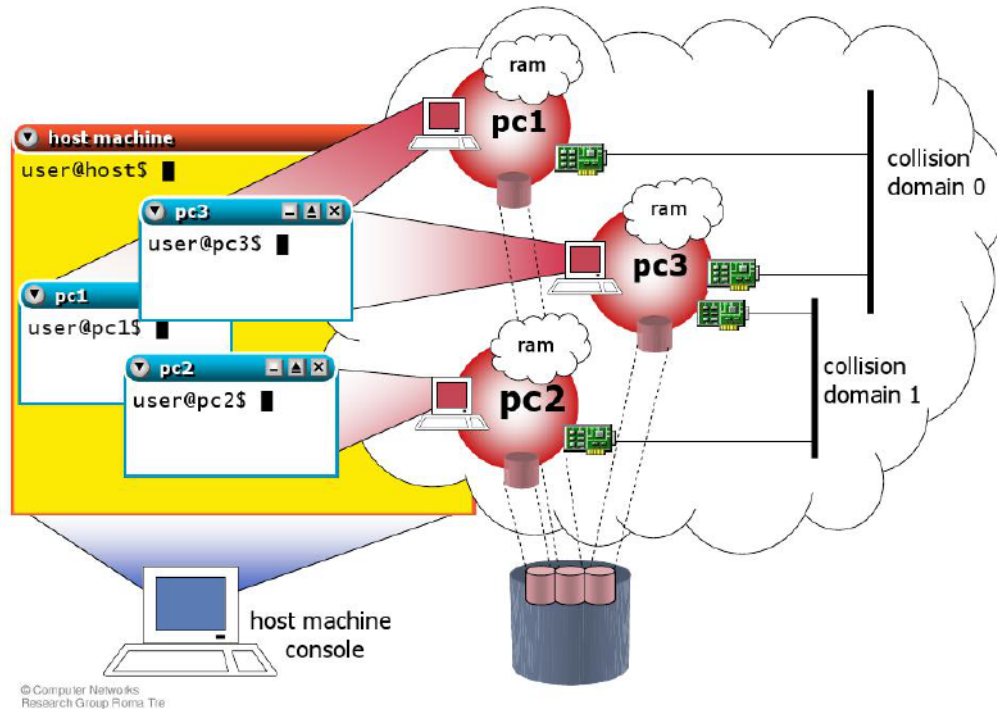 ram
pc1
host machine
user@host$
collision
domain 0
pc3
user@pc3$
ram
pc3
pc1
user@pc1$
ram
pc2
user@pc2$
pc2
collision
domain 1
host machine
console
© Computer Networks
Research Group Roma Tre